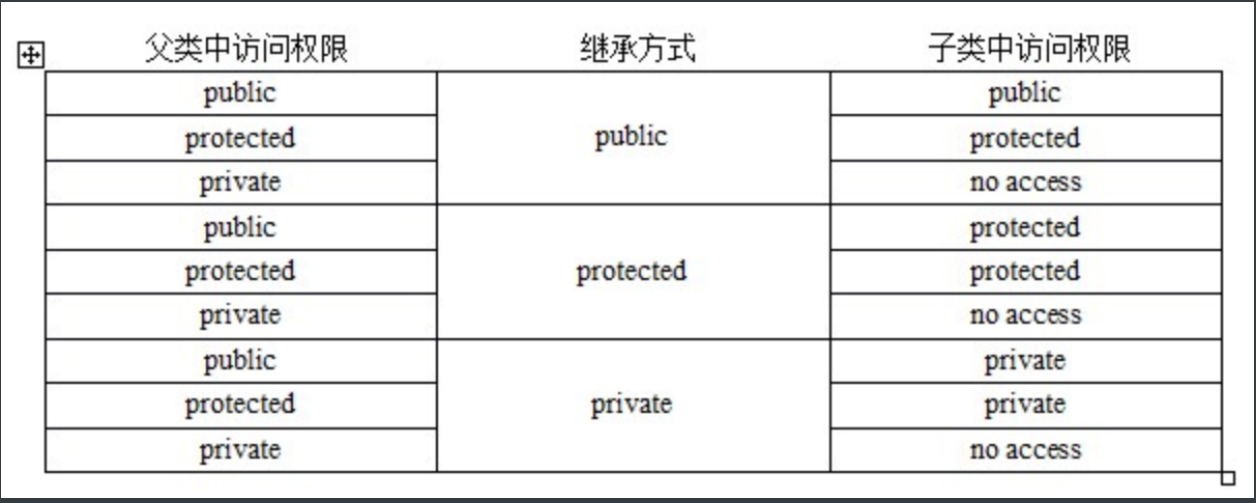 父类中访问权限 继承方式 子类中访问权限
public public
protected public protected
private no access
public protected
protected protected protected
private no access
public private
protected private private
private no access